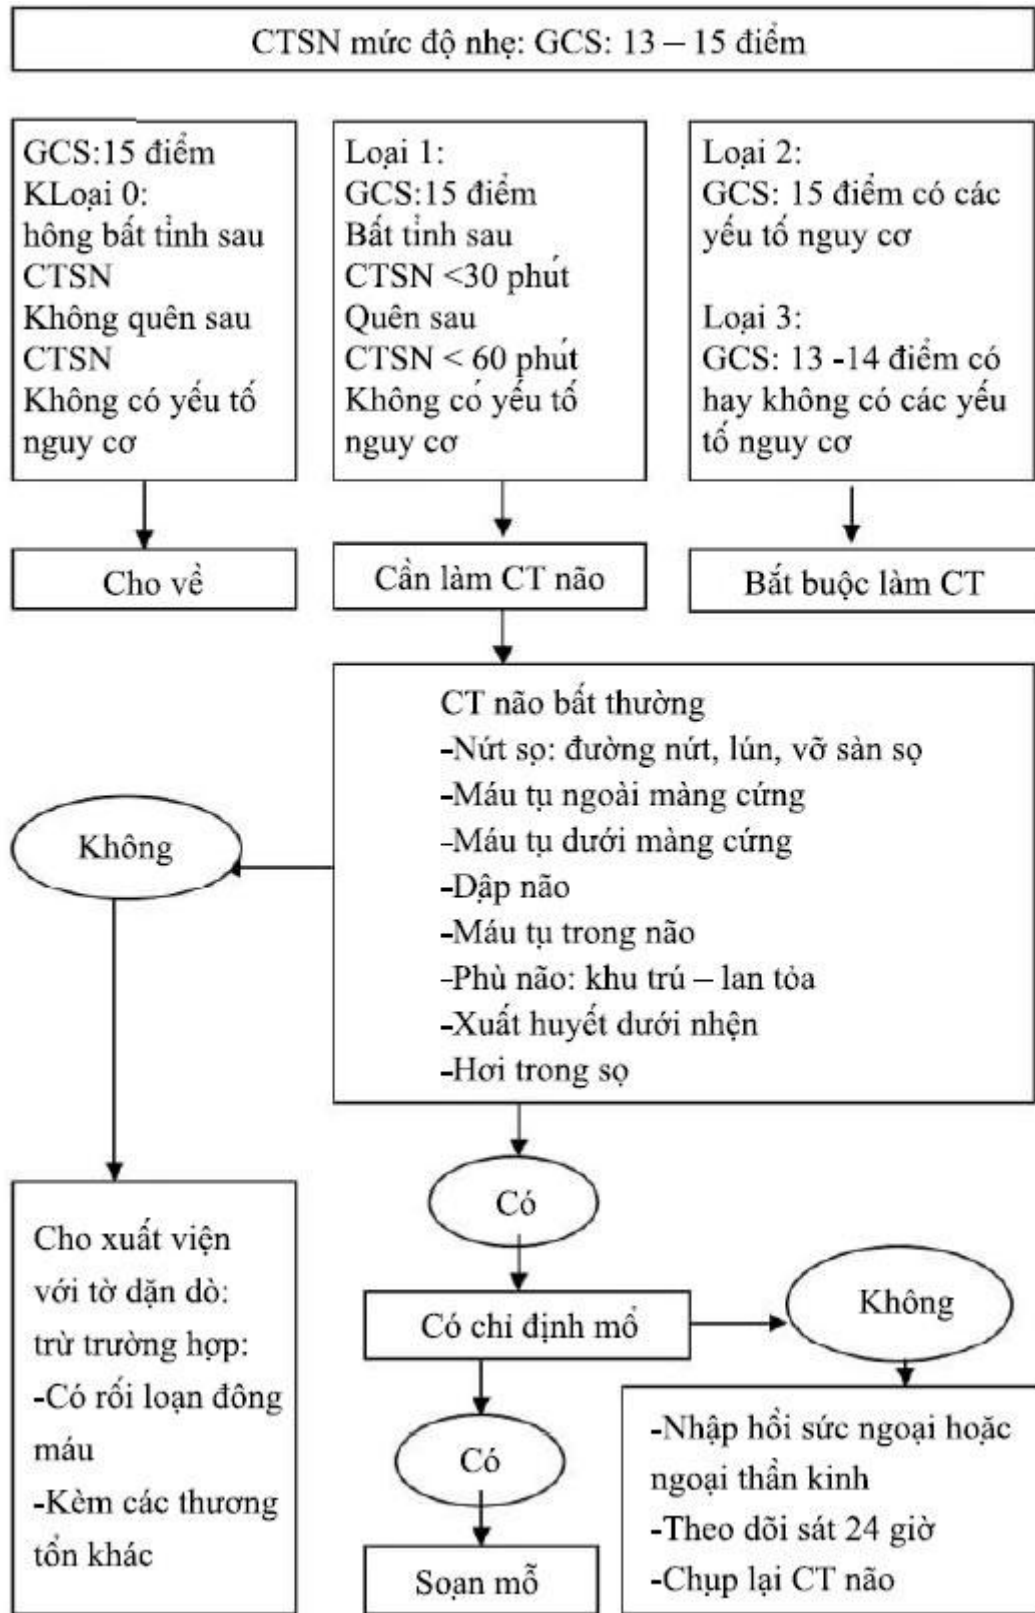 CTSN mức độ nhẹ: GCS: 13 – 15 điểm
GCS:15 điểm
KLoại 0:
hông bất tỉnh sau
CTSN
Không quên sau
CTSN
Không có yếu tố
nguy cơ
Loại 1:
GCS:15 điểm
Bất tỉnh sau
CTSN <30 phút
Quên sau
CTSN < 60 phút
Không có yếu tố
nguy cơ
Loại 2:
GCS: 15 điểm có các
yếu tố nguy cơ
Loại 3:
GCS: 13 -14 điểm có
hay không có các yếu
tố nguy cơ
Cho về
Cần làm CT não
Bắt buộc làm CT
CT não bất thường
-Nứt sọ: đường nứt, lún, vỡ sàn sọ
-Máu tụ ngoài màng cứng
-Máu tụ dưới màng cứng
-Dập não
-Máu tụ trong não
-Phù não: khu trú – lan tỏa
-Xuất huyết dưới nhện
-Hơi trong sọ
Không
Có
Cho xuất viện
với tờ dặn dò:
trừ trường hợp:
-Có rối loạn đông
máu
-Kèm các thương
tổn khác
Có chỉ định mổ
Không
Có
Soạn mỗ
-Nhập hồi sức ngoại hoặc
ngoại thần kinh
-Theo dõi sát 24 giờ
-Chụp lại CT não